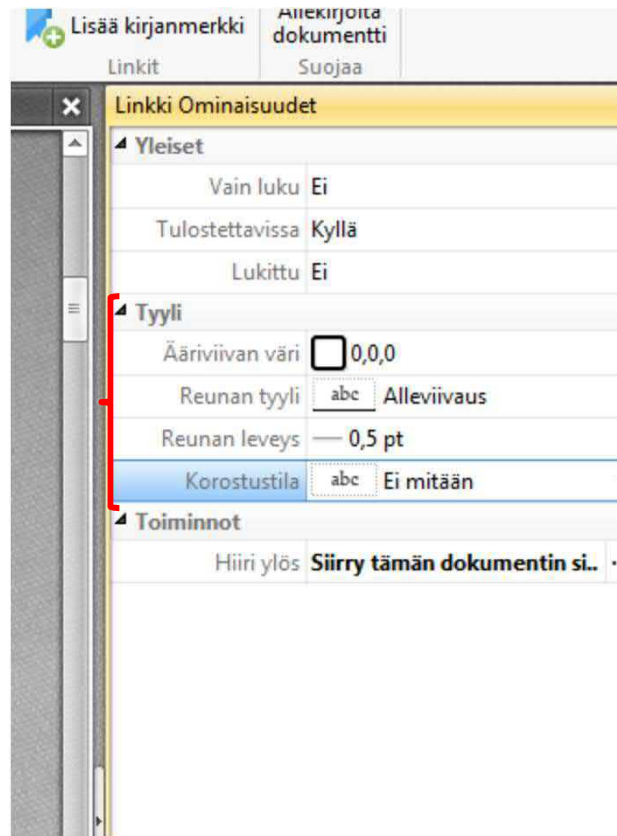 Lisää kirjanmerkki
Allekirjoita
dokumentti
Linkit
Suojaa
Linkki Ominaisuudet
Yleiset
Vain luku Ei
Tulostettavissa Kyllä
Lukittu Ei
Tyyli
Ääriviivan väri 0,0,0
Reunan tyyli abc Alleviivaus
Reunan leveys 0,5 pt
Korostustila abc Ei mitään
Toiminnot
Hiiri ylös Siirry tämän dokumentin si..